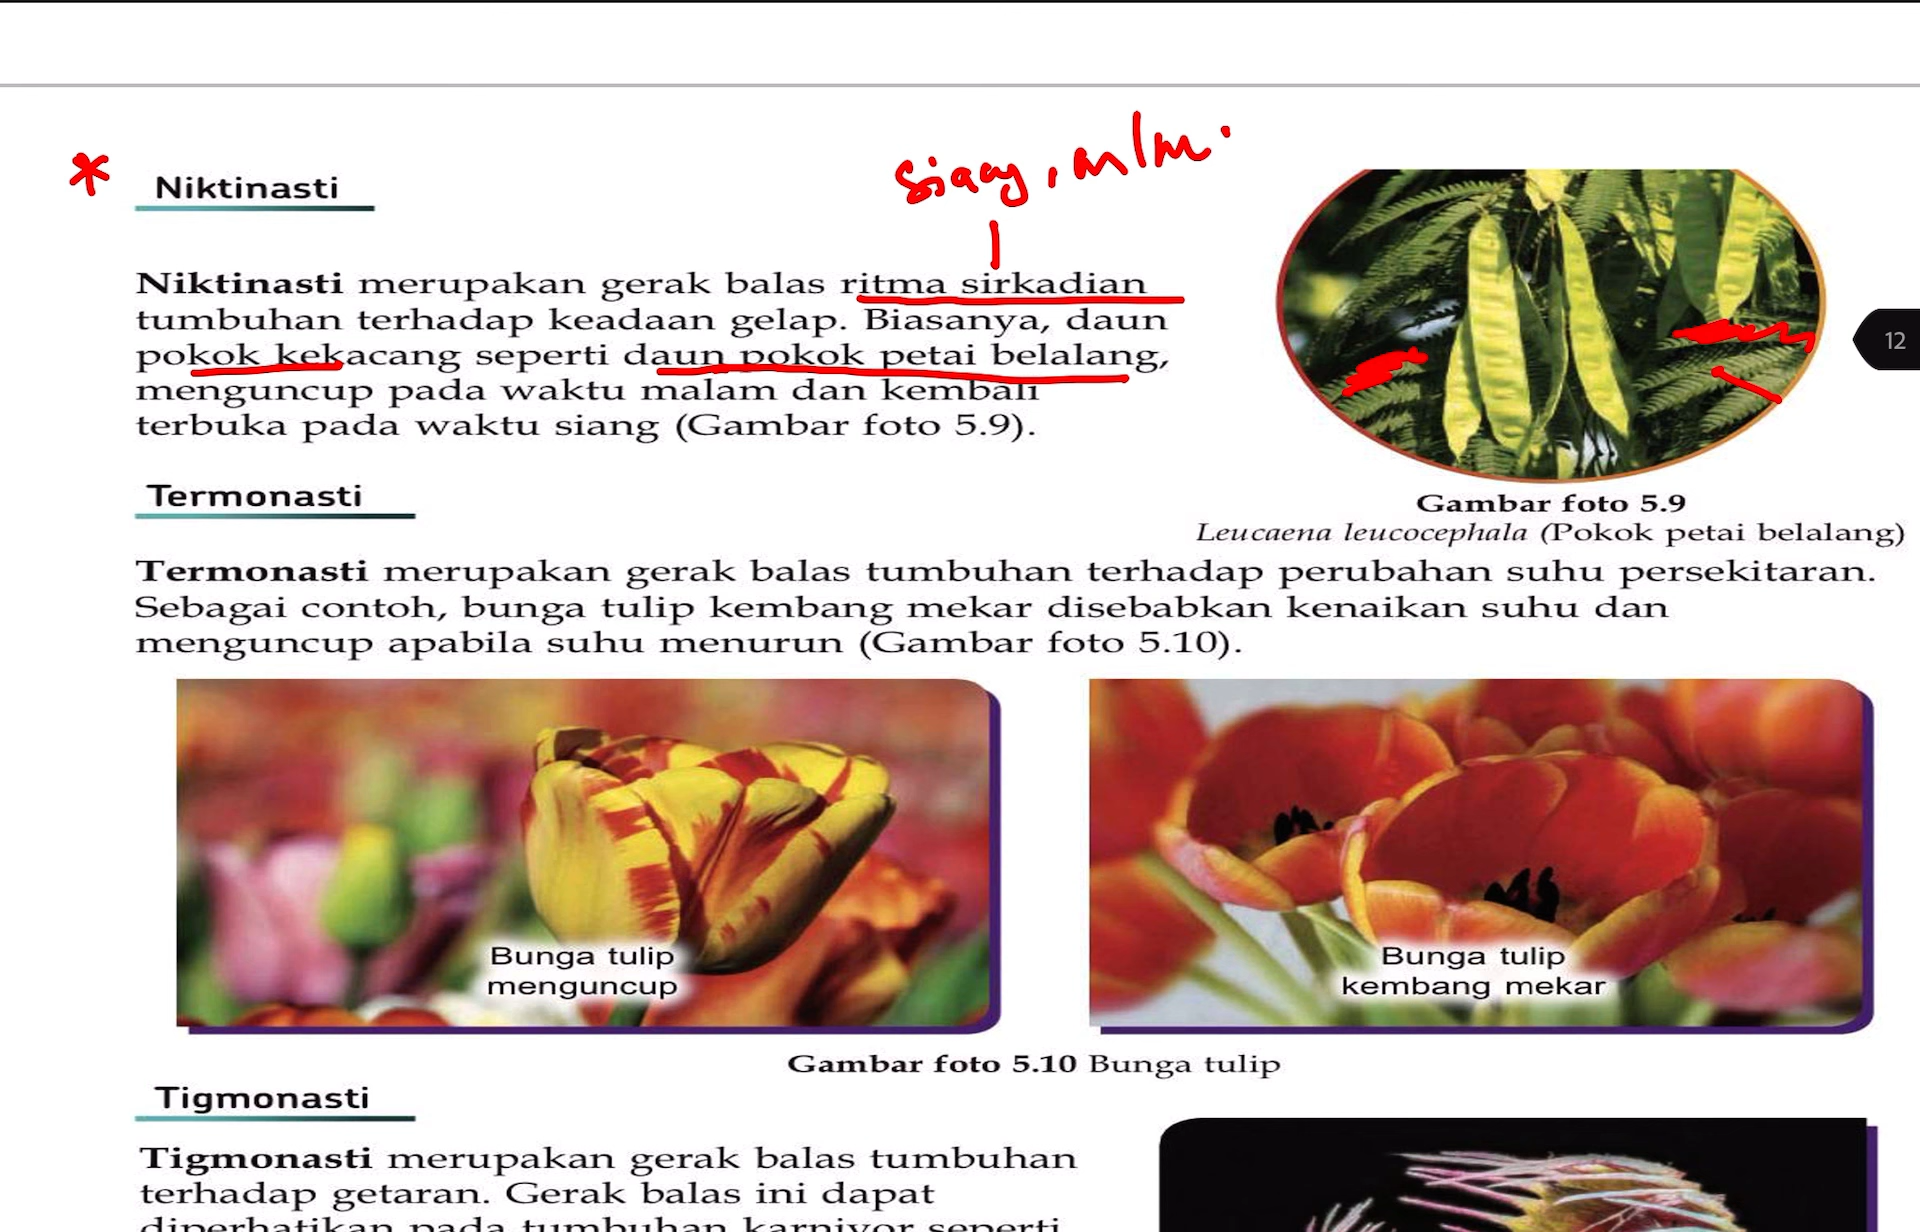 siang, mlm.
Niktinasti
Niktinasti merupakan gerak balas ritma sirkadian
tumbuhan terhadap keadaan gelap. Biasanya, daun
pokok kekacang seperti daun pokok petai belalang,
menguncup pada waktu malam dan kembali
terbuka pada waktu siang (Gambar foto 5.9).
12
Gambar foto 5.9
Leucaena leucocephala (Pokok petai belalang)
Termonasti
Termonasti merupakan gerak balas tumbuhan terhadap perubahan suhu persekitaran.
Sebagai contoh, bunga tulip kembang mekar disebabkan kenaikan suhu dan
menguncup apabila suhu menurun (Gambar foto 5.10).
Bunga tulip
menguncup
Bunga tulip
kembang mekar
Gambar foto 5.10 Bunga tulip
Tigmonasti
Tigmonasti merupakan gerak balas tumbuhan
terhadap getaran. Gerak balas ini dapat
diperhatikan pada tumbuhan karnivor seperti